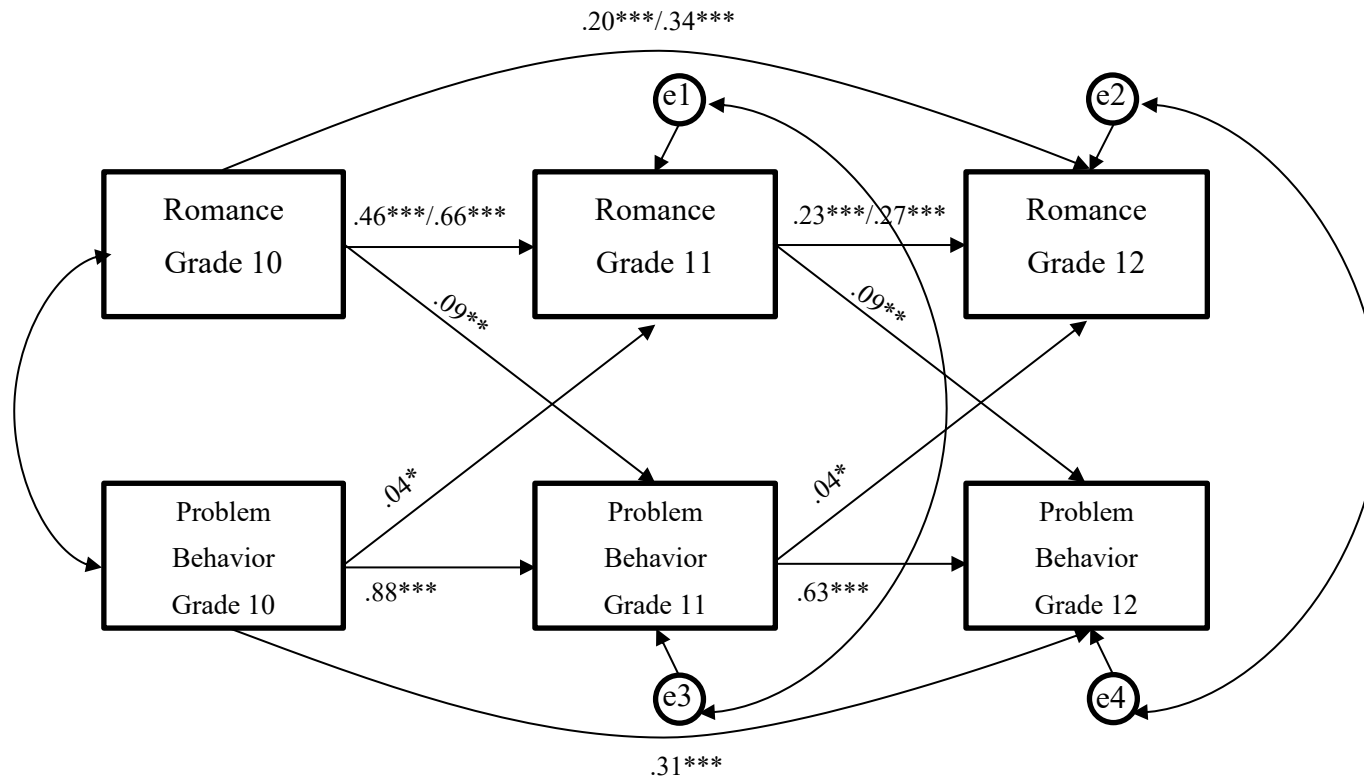 .20***/.34***
e1
e2
Romance
Grade 10
.46***/.66***
Romance
Grade 11
.23***/.27***
Romance
Grade 12
.09**
.09**
.04*
.04*
Problem
Behavior
Grade 10
.88***
Problem
Behavior
Grade 11
.63***
Problem
Behavior
Grade 12
e3
e4
.31***